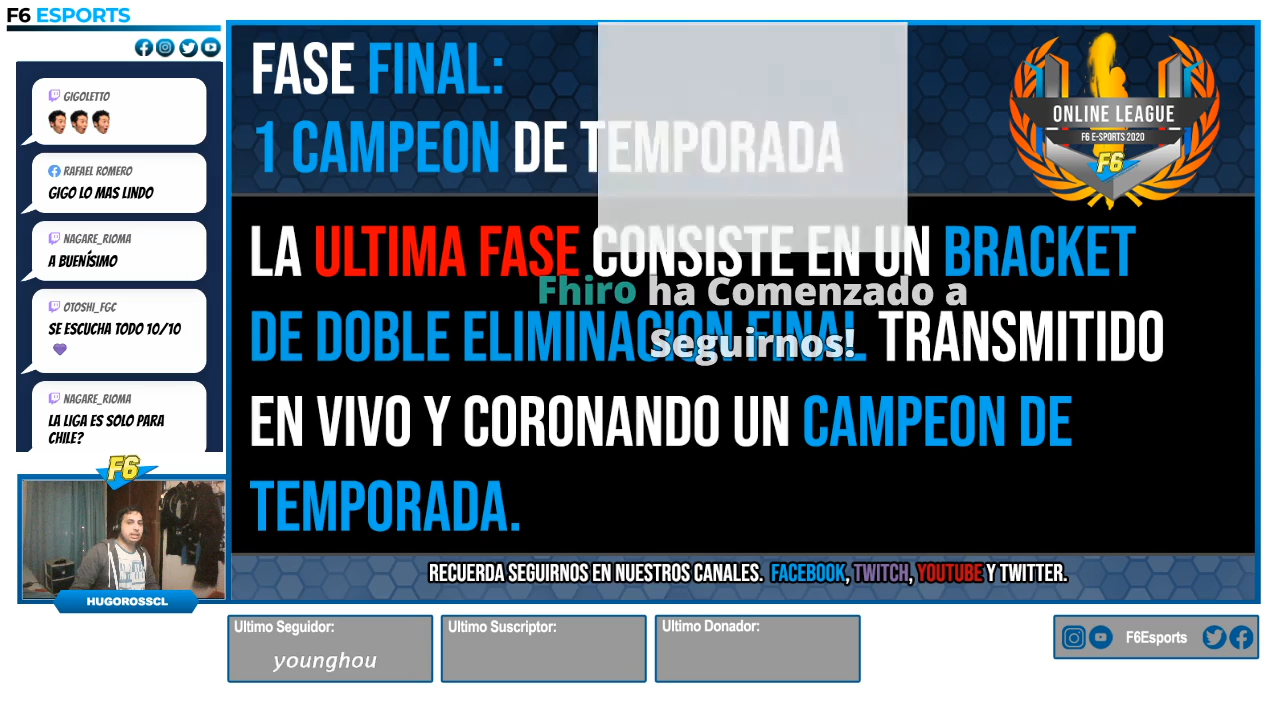 F6 ESPORTS
GIGOLETTO
RAFAEL ROMERO
GIGO LO MAS LINDO
NAGARE_RIOMA
A BUENÍSIMO
OTOSHI_FGC
SE ESCUCHA TODO 10/10
NAGARE_RIOMA
LA LIGA ES SOLO PARA
CHILE?
F6
HUGOROSSCL
FASE FINAL:
1 CAMPEON DE TEMPORADA
ONLINE LEAGUE
F6 E-SPORTS 2020
F6
LA ULTIMA FASE CONSISTE EN UN BRACKET
Fhiro ha Comenzado a
DE DOBLE ELIMINACION FINAL TRANSMITIDO
Seguirnos!
EN VIVO Y CORONANDO UN CAMPEON DE
TEMPORADA.
RECUERDA SEGUIRNOS EN NUESTROS CANALES. FACEBOOK, TWITCH, YOUTUBE Y TWITTER.
Ultimo Seguidor:
younghou
Ultimo Suscriptor:
Ultimo Donador:
F6Esports